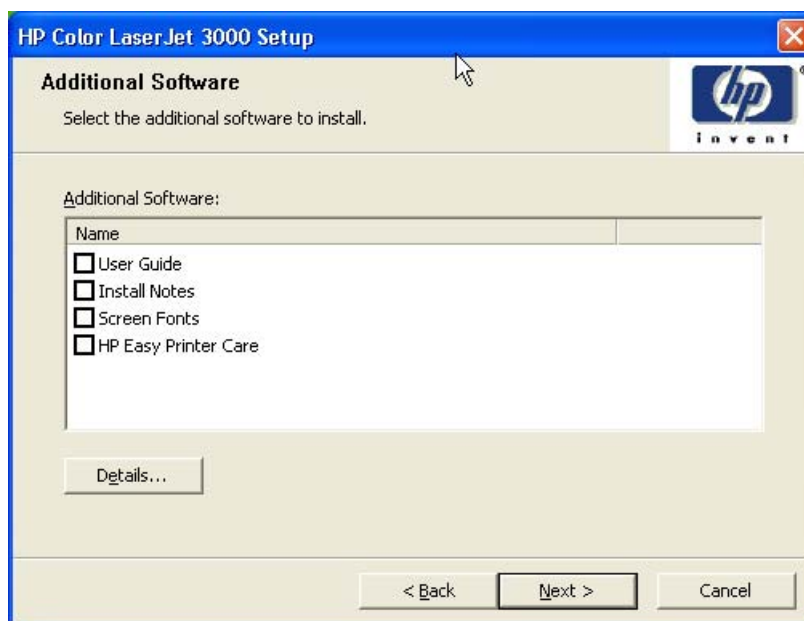 HP Color LaserJet 3000 Setup
Additional Software
Select the additional software to install.
hp
®
invent
Additional Software:
Name
User Guide
Install Notes
Screen Fonts
HP Easy Printer Care
Details...
< Back
Next >
Cancel